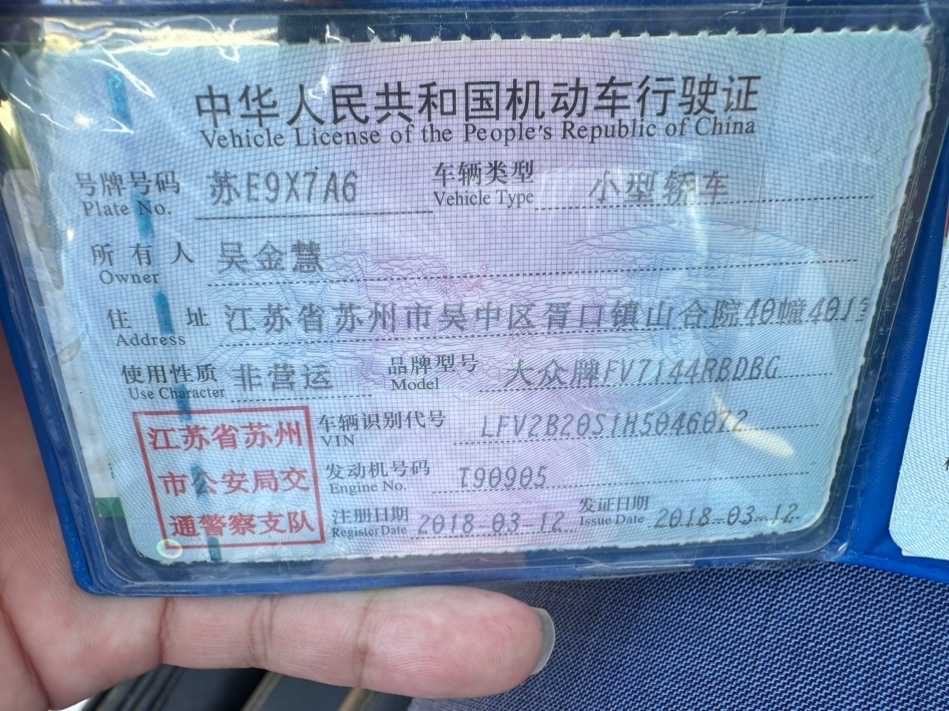 中华人民共和国机动车行驶证
Vehicle License of the People's Republic of China
号牌号码 苏E9X7A6 车辆类型 小型轿车
Plate No. Vehicle Type
所有人 吴金慧
Owner
住址 江苏省苏州市吴中区胥口镇山合院40幢401室
Address
使用性质 非营运 品牌型号 大众牌FV7144RBDBG
Use Character Model
江苏省苏州
市公安局交
通警察支队
车辆识别代号 LFV2B20S1H5046072
VIN
发动机号码 T90905
Engine No.
注册日期 2018-03-12 发证日期 2018-03-12
Register Date Issue Date